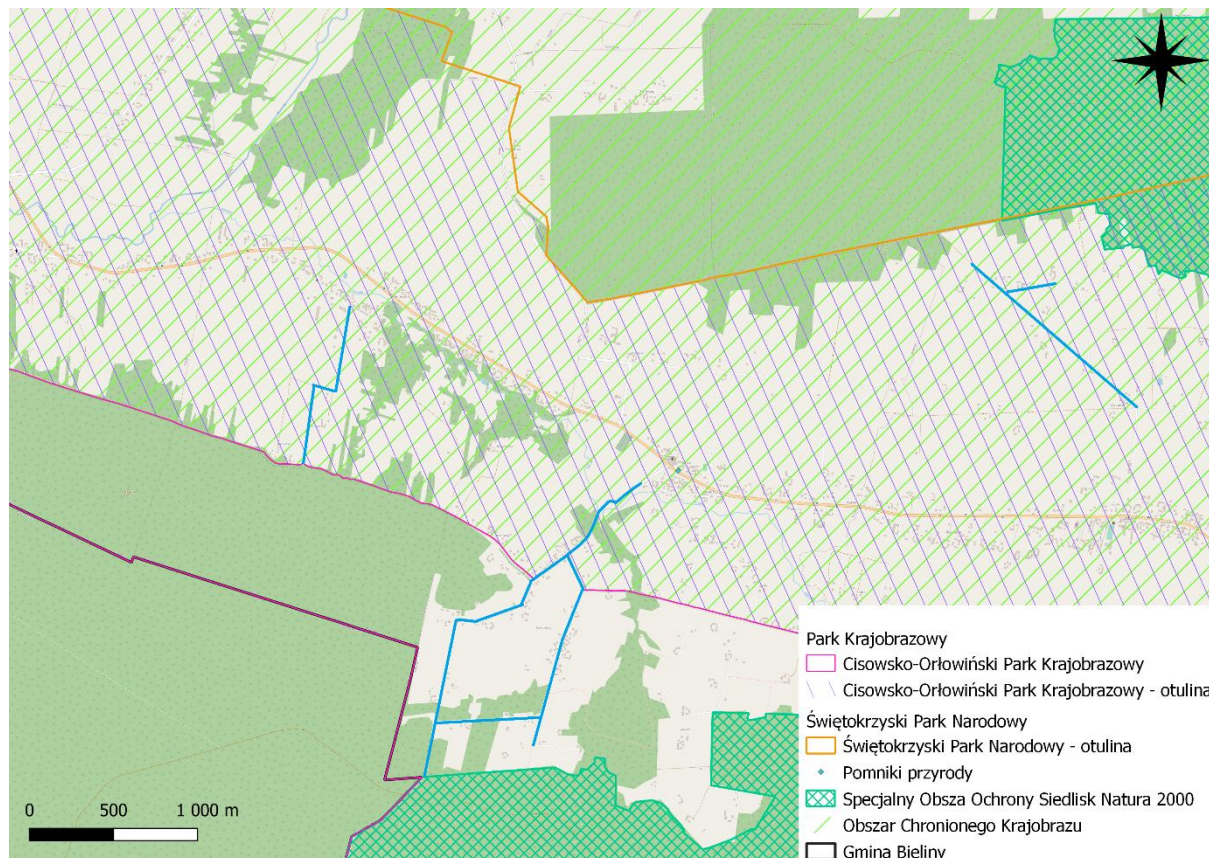 Park Krajobrazowy
Cisowsko-Orłowiński Park Krajobrazowy
Cisowsko-Orłowiński Park Krajobrazowy - otulina
Świętokrzyski Park Narodowy
Świętokrzyski Park Narodowy - otulina
Pomniki przyrody
Specjalny Obsza Ochrony Siedlisk Natura 2000
Obszar Chronionego Krajobrazu
Gmina Bieliny
0 500 1 000 m